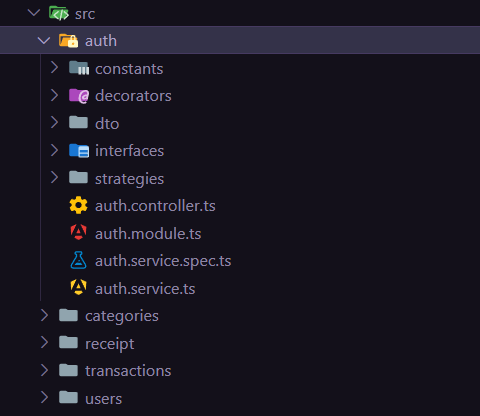 src
auth
constants
decorators
dto
interfaces
strategies
auth.controller.ts
auth.module.ts
auth.service.spec.ts
auth.service.ts
categories
receipt
transactions
users